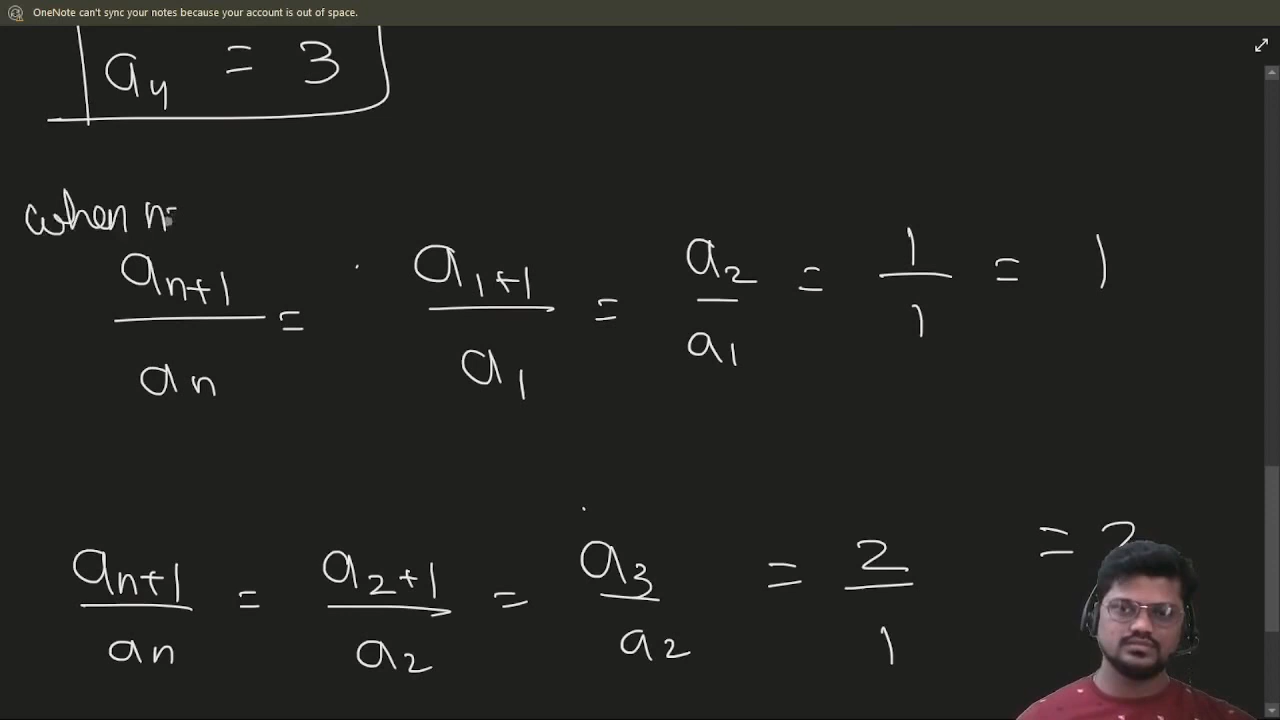 OneNote can't sync your notes because your account is out of space.
a₄ = 3
when n=
aₙ₊₁/aₙ = a₁₊₁/a₁ = a₂/a₁ = 1/1 = 1
aₙ₊₁/aₙ = a₂₊₁/a₂ = a₃/a₂ = 2/1 = 2